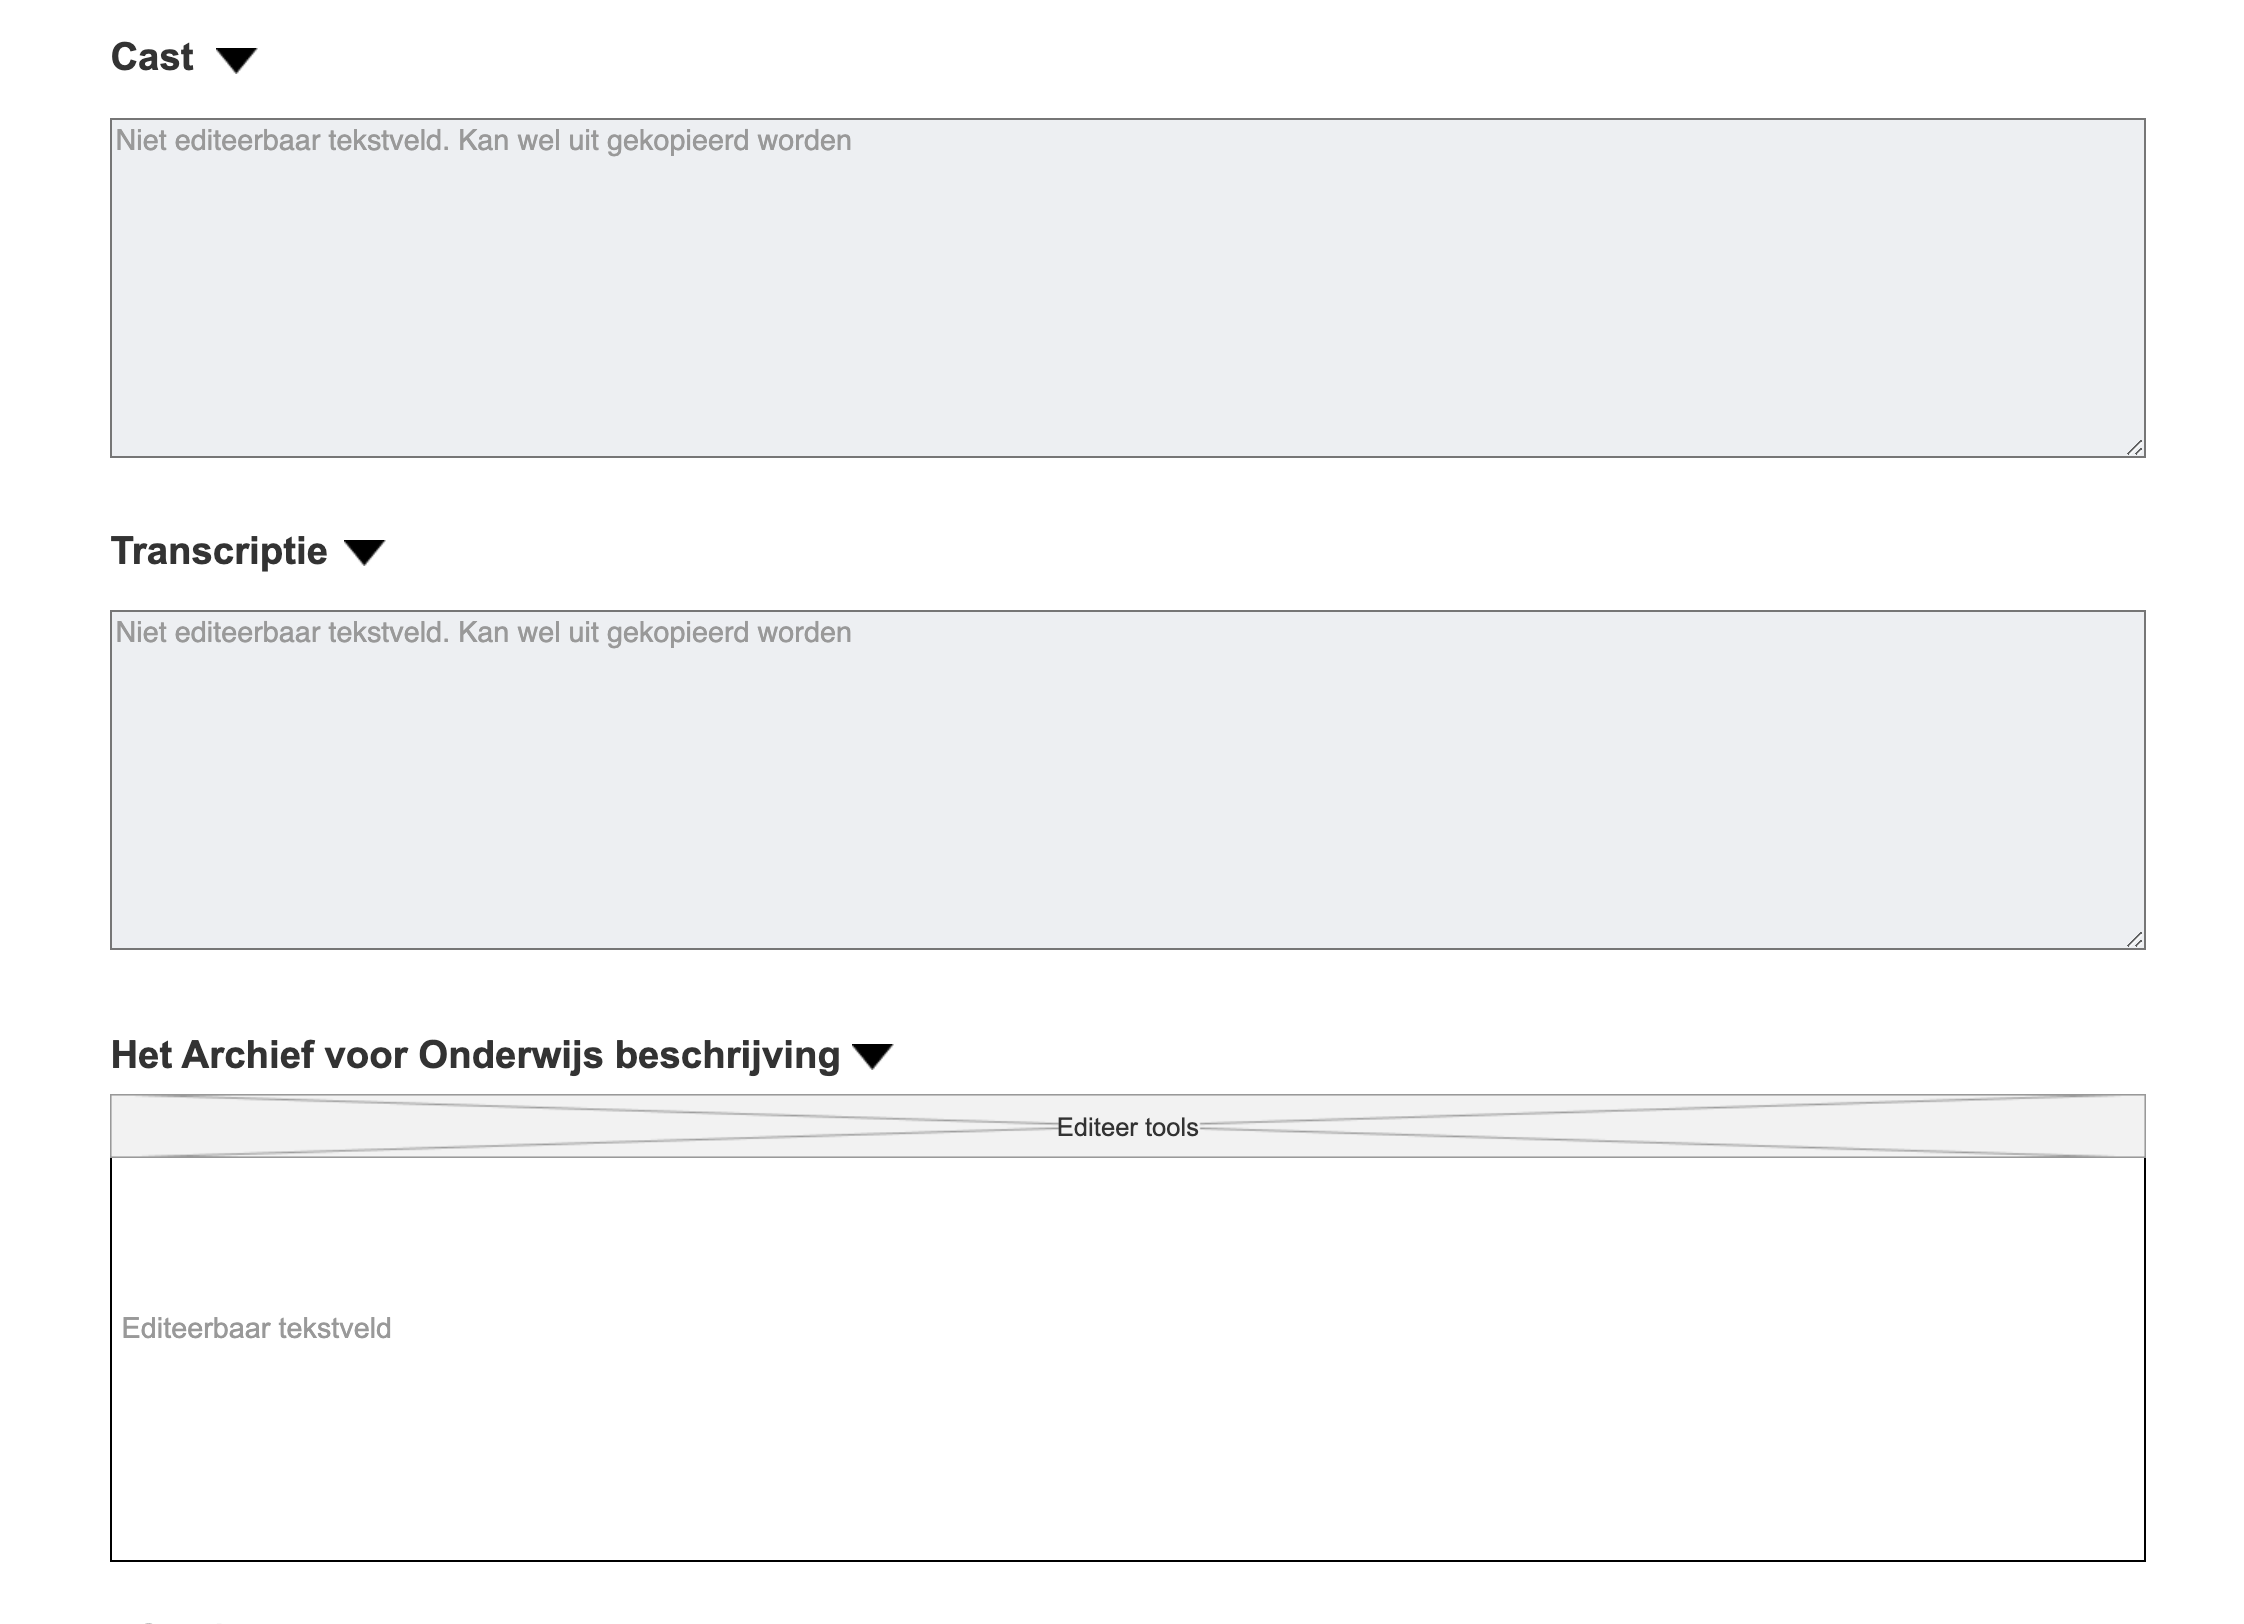 Cast
Niet editeerbaar tekstveld. Kan wel uit gekopieerd worden
Transcriptie
Niet editeerbaar tekstveld. Kan wel uit gekopieerd worden
Het Archief voor Onderwijs beschrijving
Editeer tools
Editeerbaar tekstveld